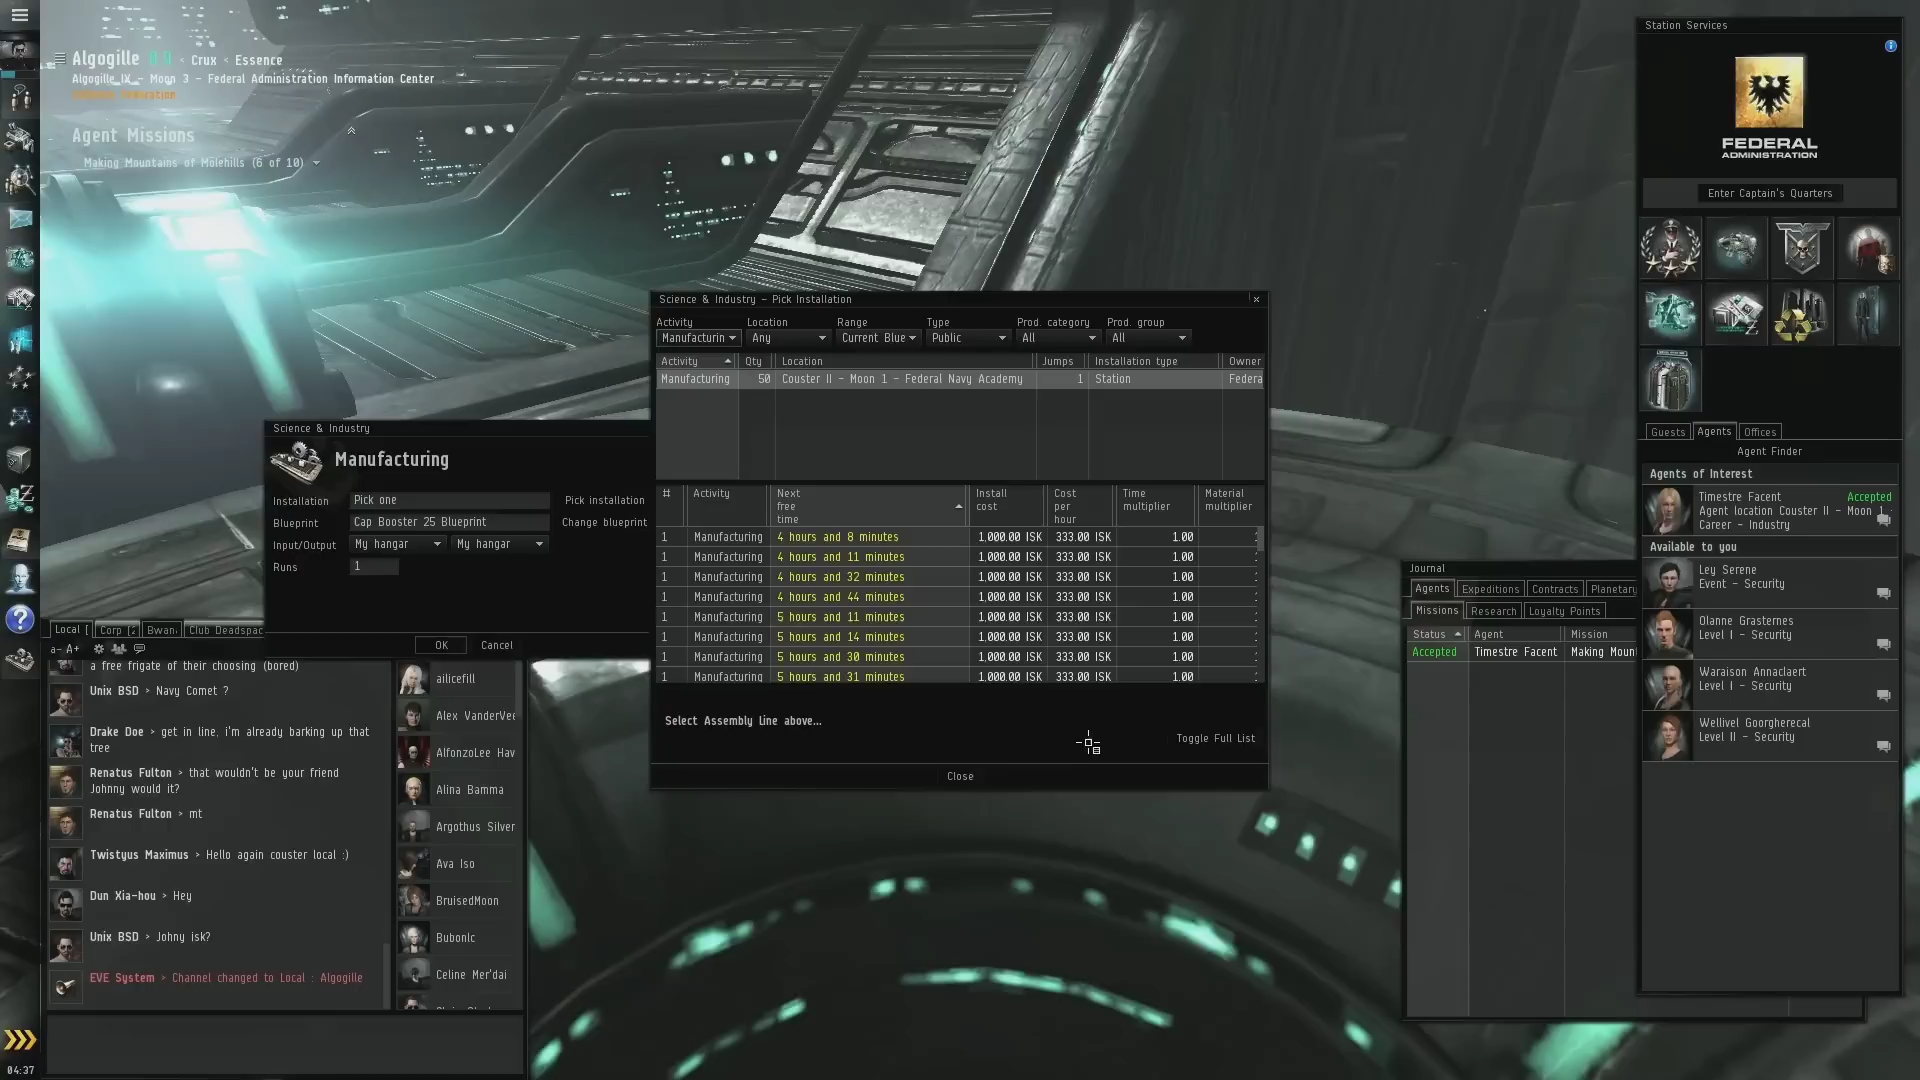 Algogille 0.9 < Crux < Essence
Algogille IX - Moon 3 - Federal Administration Information Center
Agent Missions
Making Mountains of Molehills (6 of 10)
Science & Industry
Manufacturing
Installation Pick one Pick installation
Blueprint Cap Booster 25 Blueprint Change blueprint
Input/Output My hangar My hangar
Runs 1
OK Cancel
Science & Industry - Pick Installation
Activity Location Range Type Prod. category Prod. group
Manufacturin Any Current Blue Public All All
Activity Qty Location Jumps Installation type Owner
Manufacturing 50 Couster II - Moon 1 - Federal Navy Academy 1 Station Federa
# Activity Next free time Install cost Cost per hour Time multiplier Material multiplier
1 Manufacturing 4 hours and 8 minutes 1,000.00 ISK 333.00 ISK 1.00
1 Manufacturing 4 hours and 11 minutes 1,000.00 ISK 333.00 ISK 1.00
1 Manufacturing 4 hours and 32 minutes 1,000.00 ISK 333.00 ISK 1.00
1 Manufacturing 4 hours and 44 minutes 1,000.00 ISK 333.00 ISK 1.00
1 Manufacturing 5 hours and 11 minutes 1,000.00 ISK 333.00 ISK 1.00
1 Manufacturing 5 hours and 14 minutes 1,000.00 ISK 333.00 ISK 1.00
1 Manufacturing 5 hours and 30 minutes 1,000.00 ISK 333.00 ISK 1.00
1 Manufacturing 5 hours and 31 minutes 1,000.00 ISK 333.00 ISK 1.00
Select Assembly Line above...
Toggle Full List
Close
Local [ Corp [ Bwan Club Deadspac
a- A+
a free frigate of their choosing (bored)
Unix BSD > Navy Comet ?
Drake Doe > get in line, i'm already barking up that
tree
Renatus Fulton > that wouldn't be your friend
Johnny would it?
Renatus Fulton > mt
Twistyus Maximus > Hello again couster local :)
Dun Xia-hou > Hey
Unix BSD > Johny isk?
EVE System > Channel changed to Local : Algogille
ailicefill
Alex VanderVee
AlfonzoLee Hav
Alina Bamma
Argothus Silver
Ava Iso
BruisedMoon
Bubonlc
Celine Mer'dai
04:37
Journal
Agents Expeditions Contracts Planetary
Missions Research Loyalty Points
Status Agent Mission
Accepted Timestre Facent Making Mount
Station Services
FEDERAL
ADMINISTRATION
Enter Captain's Quarters
Guests Agents Offices
Agent Finder
Agents of Interest
Timestre Facent Accepted
Agent location Couster II - Moon 1 -
Career - Industry
Available to you
Ley Serene
Event - Security
Olanne Grasternes
Level I - Security
Waraison Annaclaert
Level I - Security
Wellivel Goorgherecal
Level II - Security